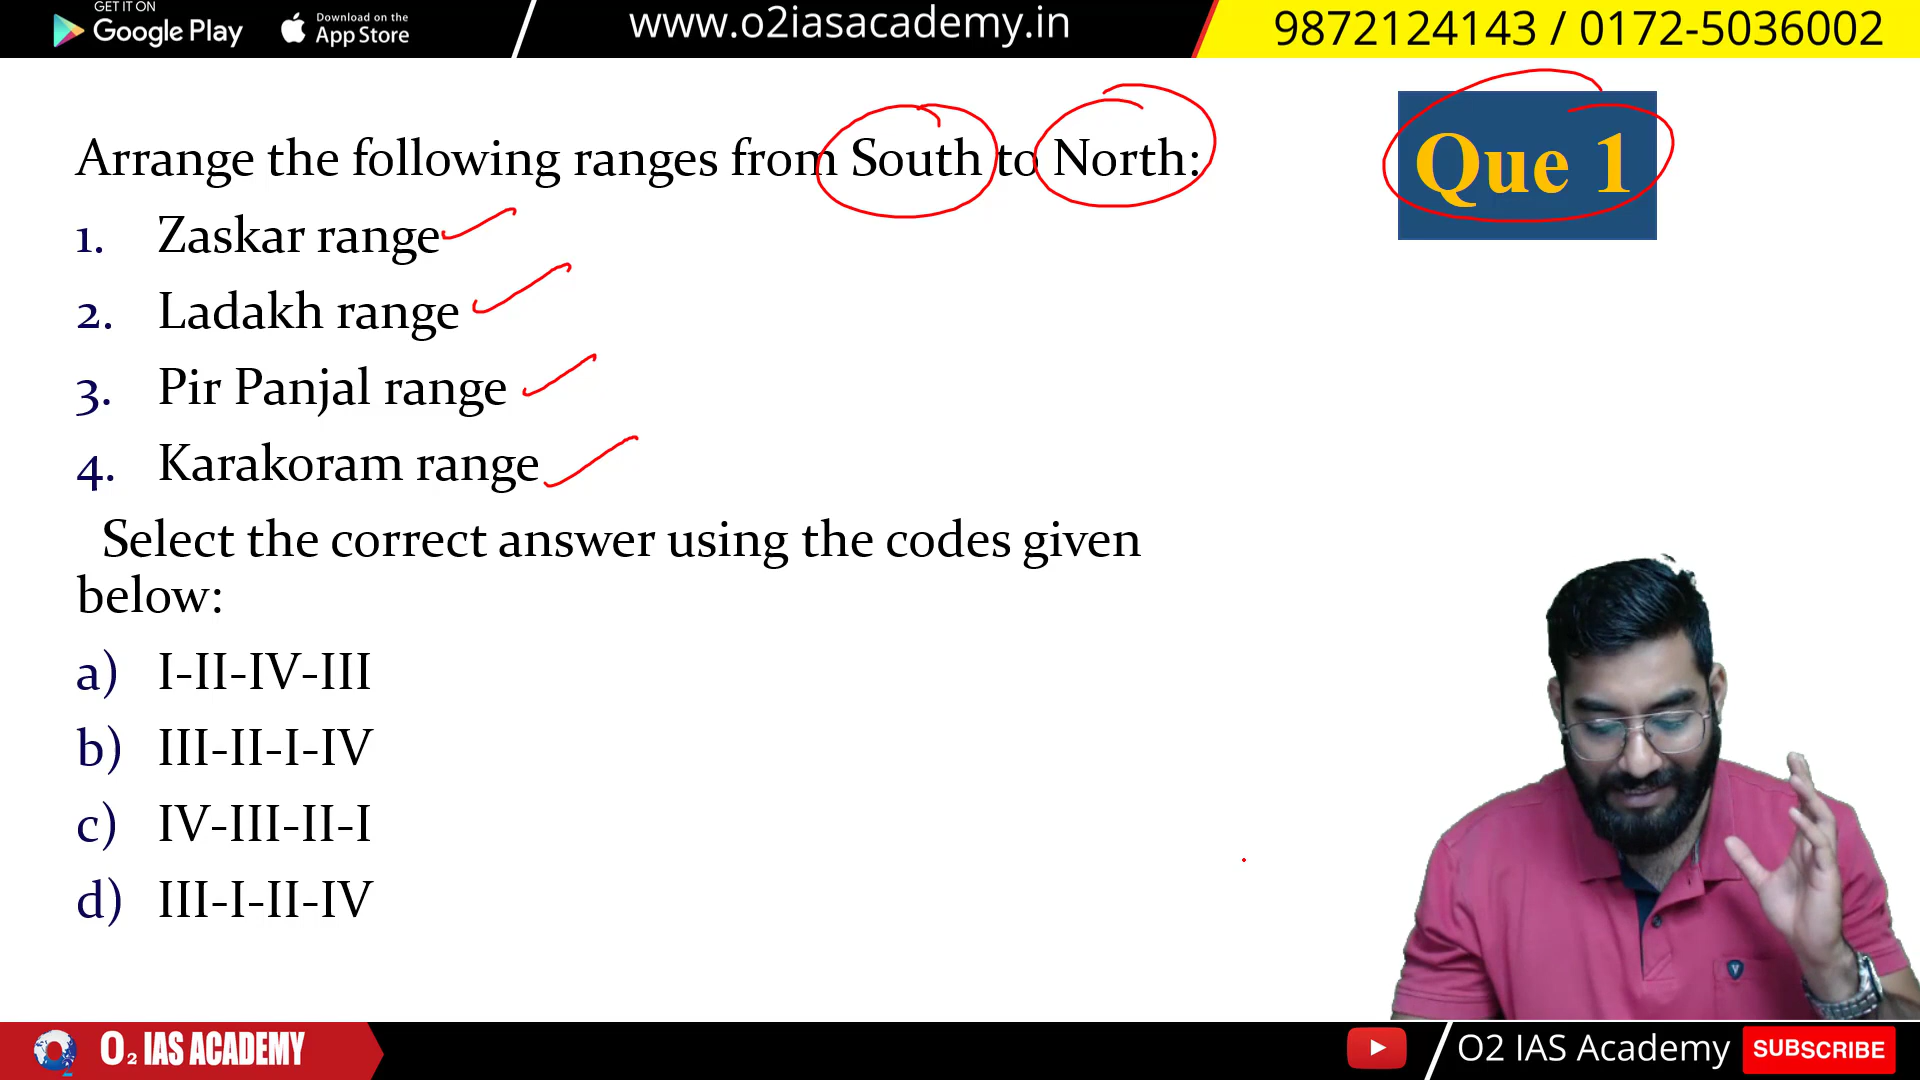 GET IT ON
Google Play
Download on the
App Store
www.o2iasacademy.in
9872124143 / 0172-5036002
Arrange the following ranges from South to North:
Que 1
1. Zaskar range
2. Ladakh range
3. Pir Panjal range
4. Karakoram range
Select the correct answer using the codes given
below:
a) I-II-IV-III
b) III-II-I-IV
c) IV-III-II-I
d) III-I-II-IV
O2 IAS ACADEMY
O2 IAS Academy
SUBSCRIBE